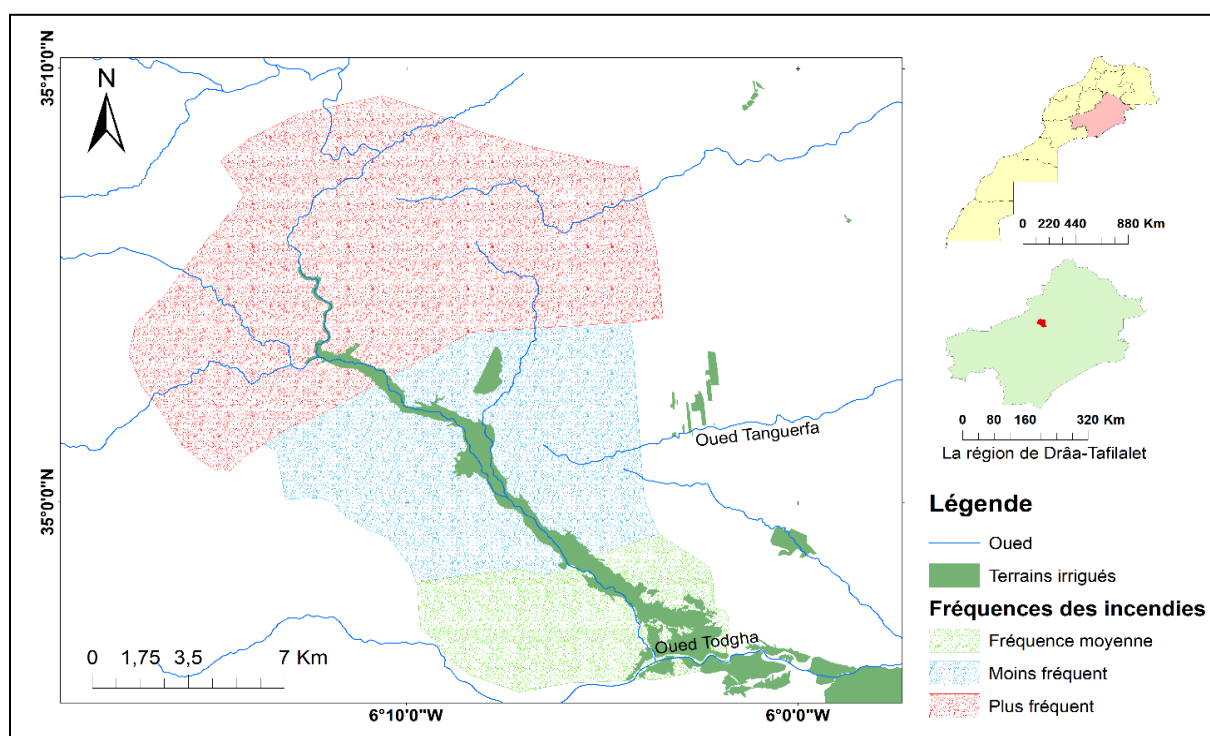 35°10'0"N
35°0'0"N
N
Oued Tanguerfa
Oued Todgha
0 1,75 3,5 7 Km
6°10'0"W
6°0'0"W
0 220 440 880 Km
0 80 160 320 Km
La région de Drâa-Tafilalet
Légende
Oued
Terrains irrigués
Fréquences des incendies
Fréquence moyenne
Moins fréquent
Plus fréquent